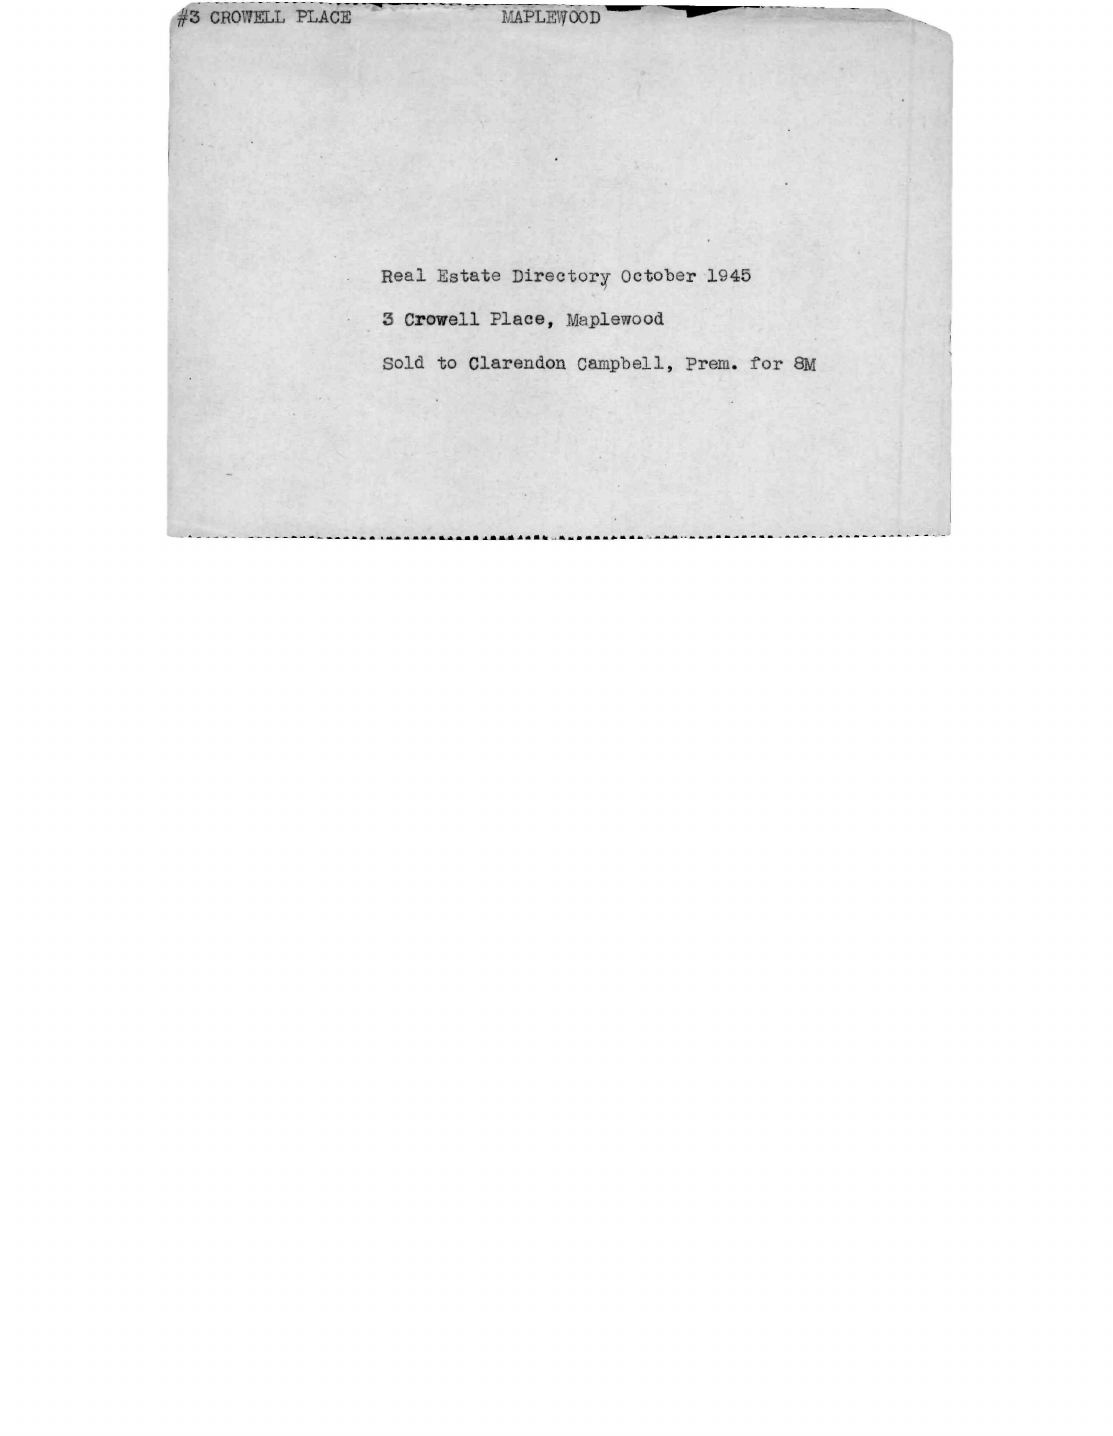 #3 CROWELL PLACE MAPLEWOOD
Real Estate Directory October 1945
3 Crowell Place, Maplewood
Sold to Clarendon Campbell, Prem. for 8M